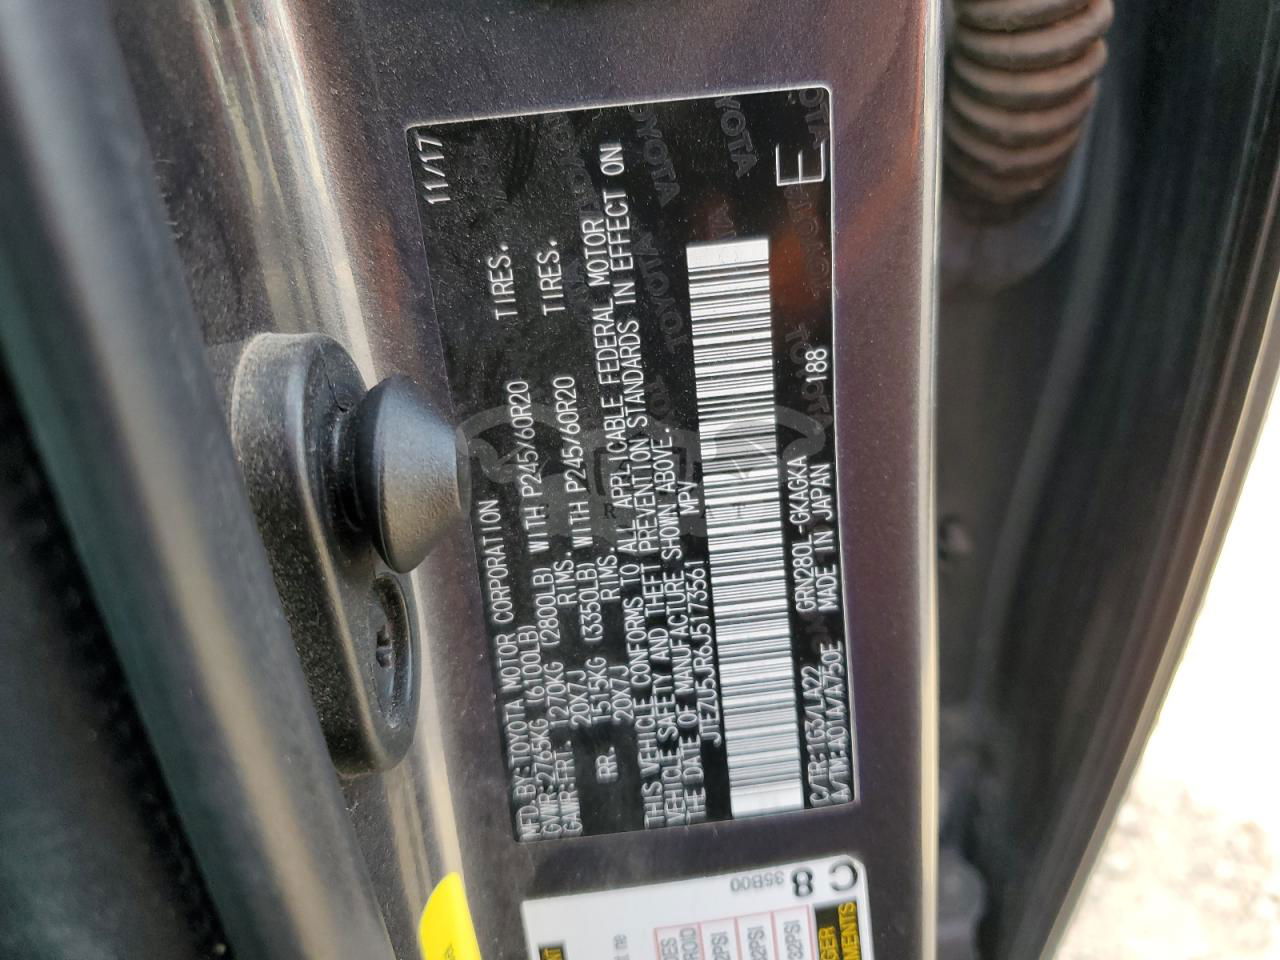 MFD. BY: TOYOTA MOTOR CORPORATION 11/17
GVWR: 2765KG (6100LB)
GAWR: FRT. 1270KG (2800LB) WITH P245/60R20 TIRES.
20X7J RIMS.
RR. 1515KG (3350LB) WITH P245/60R20 TIRES.
20X7J RIMS.
THIS VEHICLE CONFORMS TO ALL APPLICABLE FEDERAL MOTOR
VEHICLE SAFETY AND THEFT PREVENTION STANDARDS IN EFFECT ON
THE DATE OF MANUFACTURE SHOWN ABOVE.
JTEZU5JR6J5173561 MPV
C/TR: 1G3/LA22 GRN280L-GKAGKA 188
A/TM: A01A/A750E MADE IN JAPAN
E
C
8
35B00
32PSI